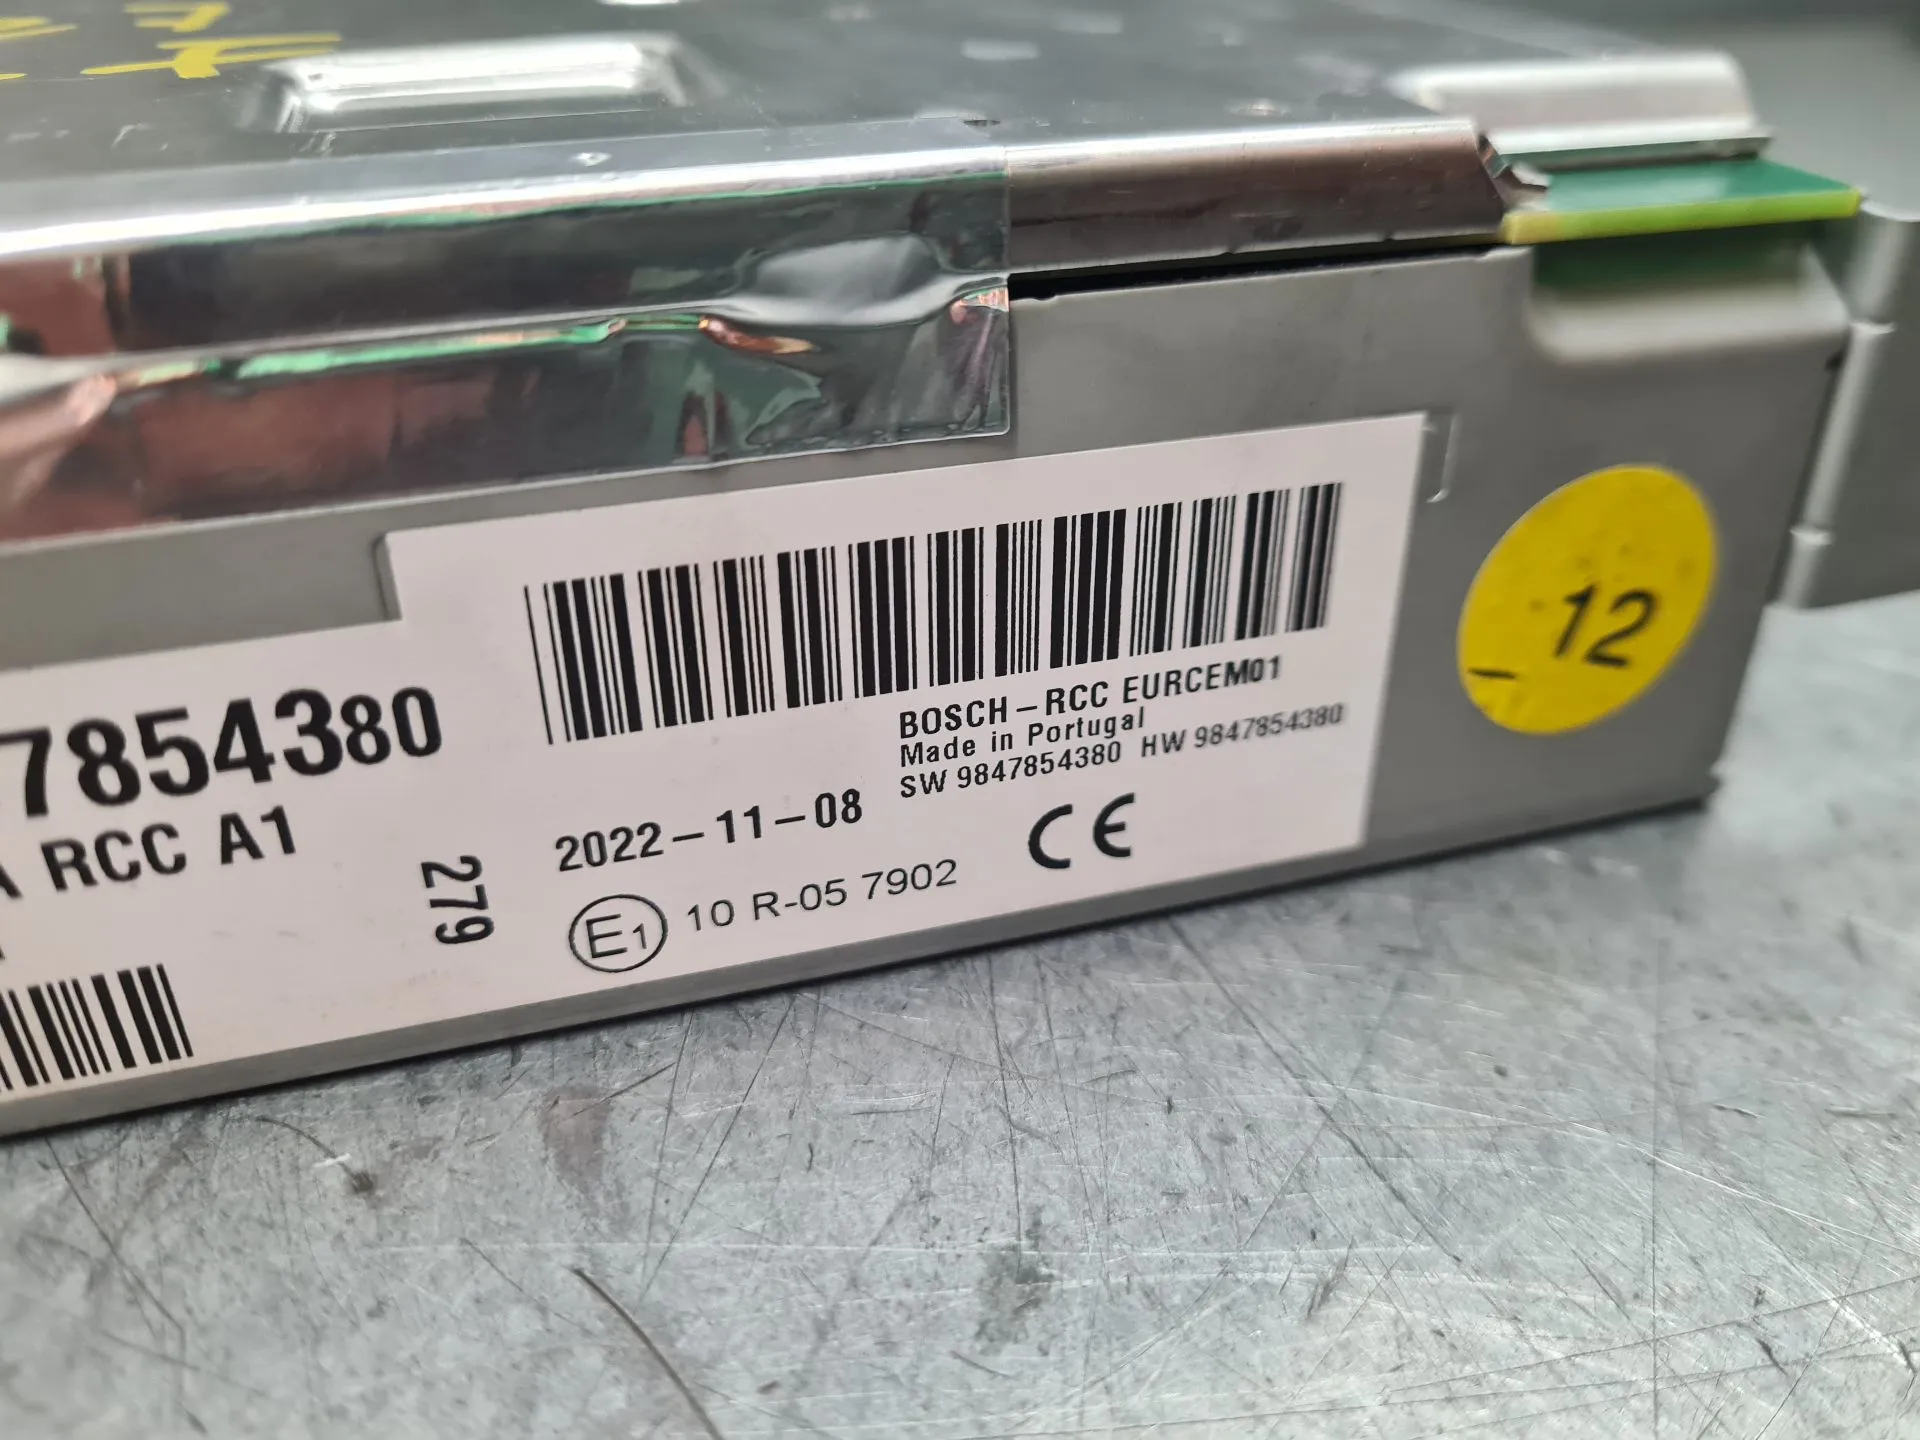 7854380
RCC A1
279
BOSCH-RCC EURCEM01
Made in Portugal
SW 9847854380 HW 9847854380
2022-11-08
CE
E1 10 R-05 7902
12